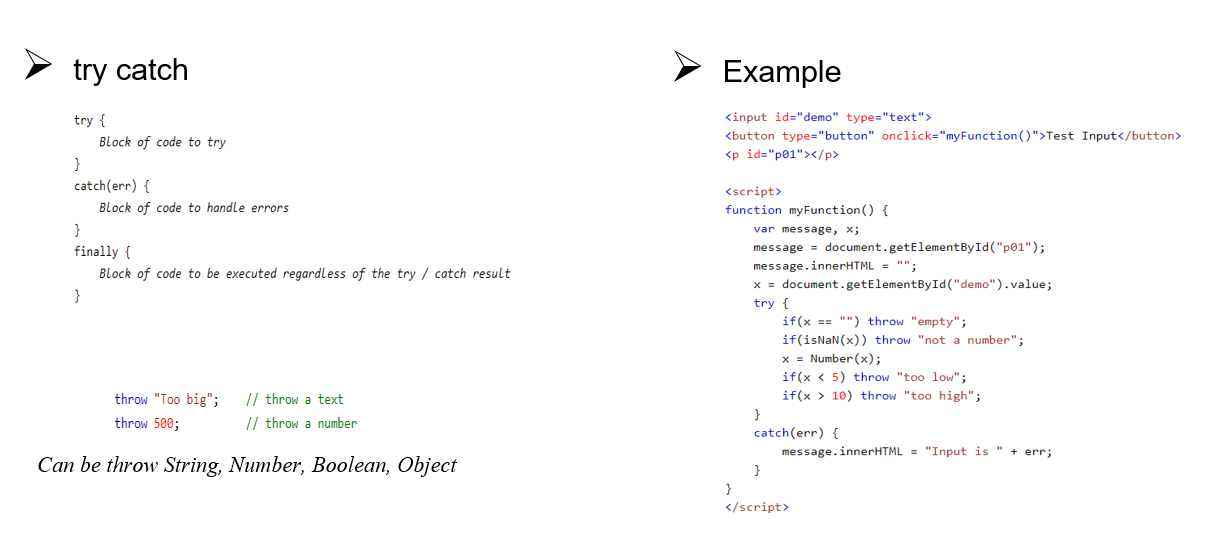 try catch
try {
    Block of code to try
}
catch(err) {
    Block of code to handle errors
}
finally {
    Block of code to be executed regardless of the try / catch result
}
throw "Too big";    // throw a text
throw 500;          // throw a number
Can be throw String, Number, Boolean, Object
Example
<input id="demo" type="text">
<button type="button" onclick="myFunction()">Test Input</button>
<p id="p01"></p>
<script>
function myFunction() {
    var message, x;
    message = document.getElementById("p01");
    message.innerHTML = "";
    x = document.getElementById("demo").value;
    try {
        if(x == "") throw "empty";
        if(isNaN(x)) throw "not a number";
        x = Number(x);
        if(x < 5) throw "too low";
        if(x > 10) throw "too high";
    }
    catch(err) {
        message.innerHTML = "Input is " + err;
    }
}
</script>